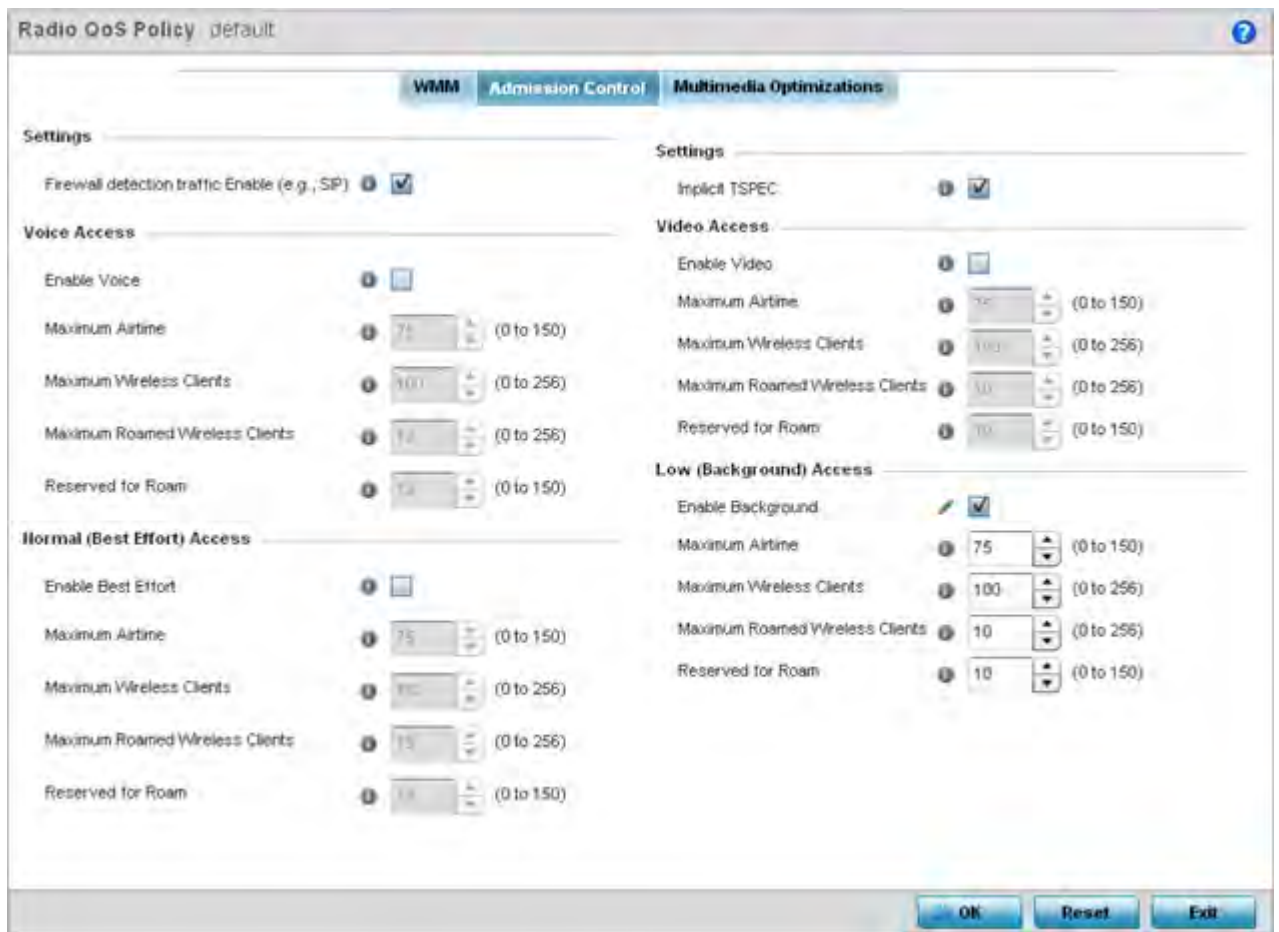 Radio QoS Policy default
WMM
Admission Control
Multimedia Optimizations
Settings
Firewall detection traffic Enable (e.g., SIP)
Voice Access
Enable Voice
Maximum Airtime
75 (0 to 150)
Maximum Wireless Clients
100 (0 to 256)
Maximum Roamed Wireless Clients
(0 to 256)
Reserved for Roam
(0 to 150)
Normal (Best Effort) Access
Enable Best Effort
Maximum Airtime
75 (0 to 150)
Maximum Wireless Clients
(0 to 256)
Maximum Roamed Wireless Clients
(0 to 256)
Reserved for Roam
(0 to 150)
Settings
Implicit TSPEC
Video Access
Enable Video
Maximum Airtime
75 (0 to 150)
Maximum Wireless Clients
100 (0 to 256)
Maximum Roamed Wireless Clients
10 (0 to 256)
Reserved for Roam
10 (0 to 150)
Low (Background) Access
Enable Background
Maximum Airtime
75 (0 to 150)
Maximum Wireless Clients
100 (0 to 256)
Maximum Roamed Wireless Clients
10 (0 to 256)
Reserved for Roam
10 (0 to 150)
OK
Reset
Exit